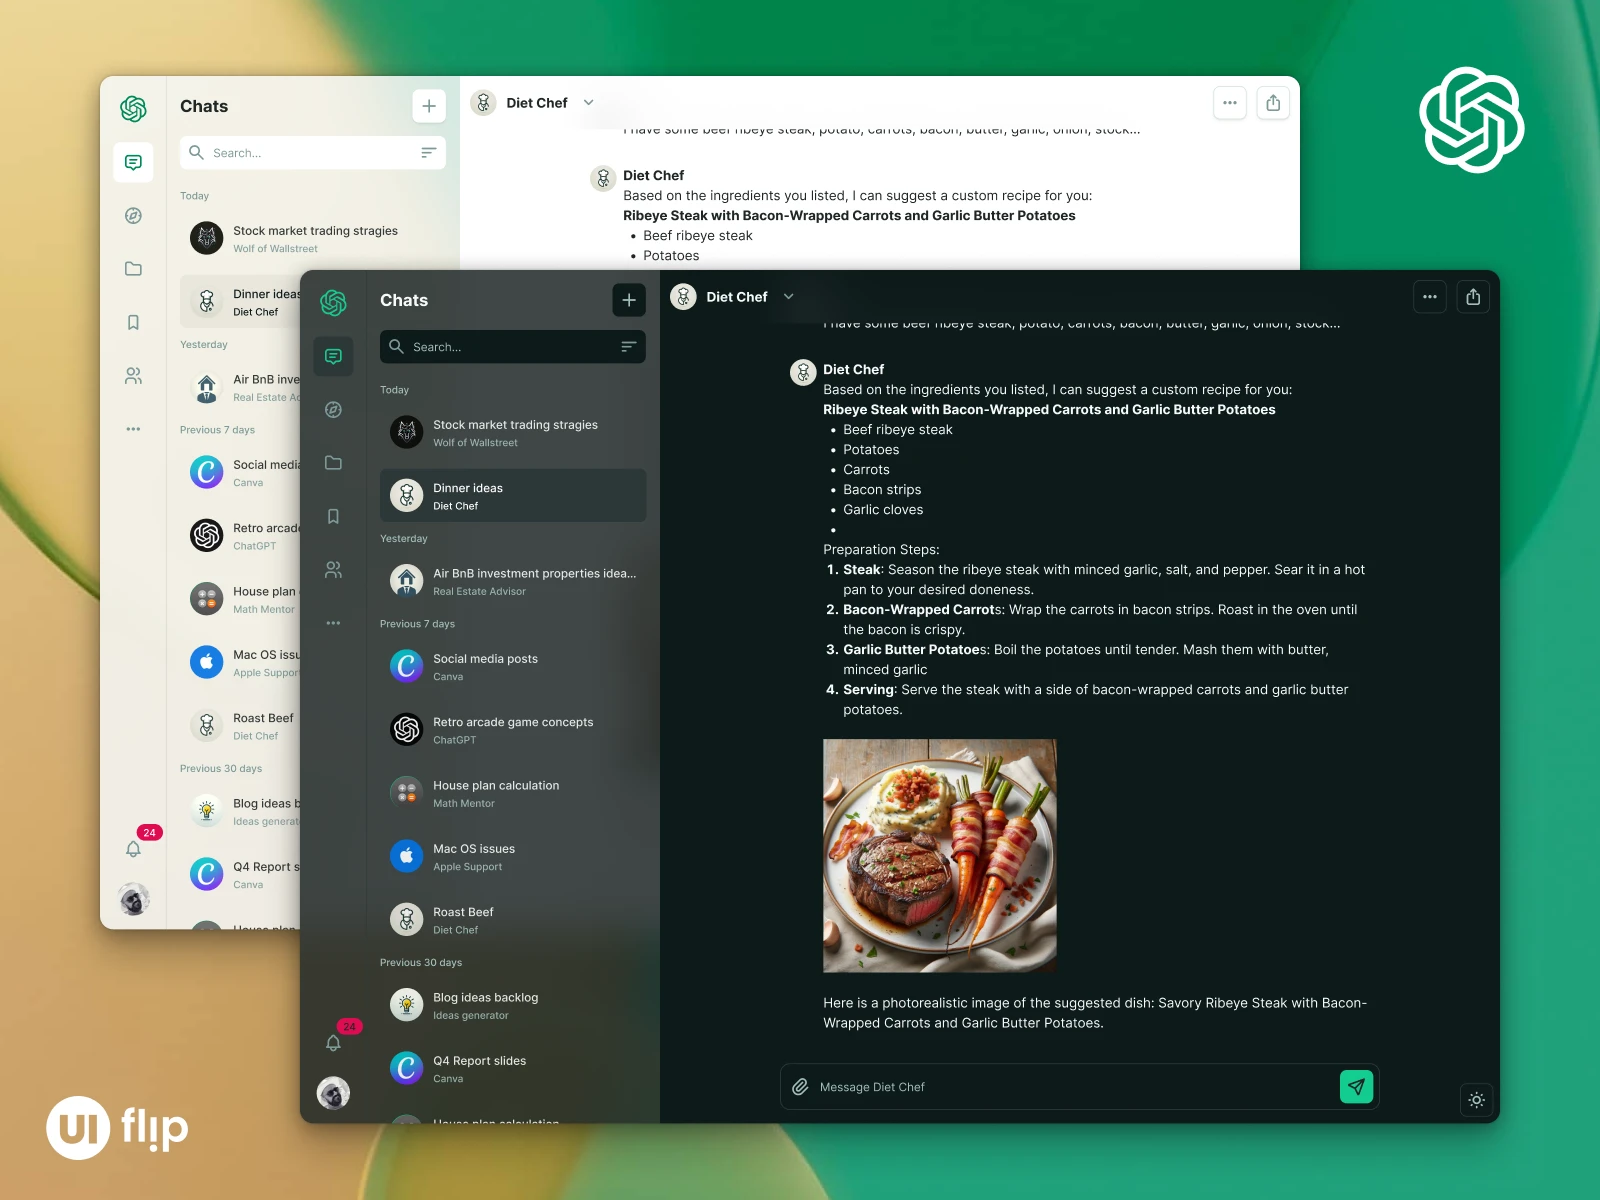 Chats
Search...
Today
Stock market trading stragies
Wolf of Wallstreet
Dinner ideas
Diet Chef
Yesterday
Air BnB inve
Real Estate Ad
Previous 7 days
Social media
Canva
Retro arcade
ChatGPT
House plan
Math Mentor
Mac OS issu
Apple Support
Roast Beef
Diet Chef
Previous 30 days
Blog ideas b
Ideas generat
Q4 Report s
Canva
House plan
24
Diet Chef
I have some beef ribeye steak, potato, carrots, bacon, butter, garlic, onion, stock...
Diet Chef
Based on the ingredients you listed, I can suggest a custom recipe for you:
Ribeye Steak with Bacon-Wrapped Carrots and Garlic Butter Potatoes
• Beef ribeye steak
• Potatoes
Chats
Search...
Today
Stock market trading stragies
Wolf of Wallstreet
Dinner ideas
Diet Chef
Yesterday
Air BnB investment properties idea...
Real Estate Advisor
Previous 7 days
Social media posts
Canva
Retro arcade game concepts
ChatGPT
House plan calculation
Math Mentor
Mac OS issues
Apple Support
Roast Beef
Diet Chef
Previous 30 days
Blog ideas backlog
Ideas generator
Q4 Report slides
Canva
House plan calculation
24
Diet Chef
I have some beef ribeye steak, potato, carrots, bacon, butter, garlic, onion, stock...
Diet Chef
Based on the ingredients you listed, I can suggest a custom recipe for you:
Ribeye Steak with Bacon-Wrapped Carrots and Garlic Butter Potatoes
• Beef ribeye steak
• Potatoes
• Carrots
• Bacon strips
• Garlic cloves
•
Preparation Steps:
1. Steak: Season the ribeye steak with minced garlic, salt, and pepper. Sear it in a hot
pan to your desired doneness.
2. Bacon-Wrapped Carrots: Wrap the carrots in bacon strips. Roast in the oven until
the bacon is crispy.
3. Garlic Butter Potatoes: Boil the potatoes until tender. Mash them with butter,
minced garlic
4. Serving: Serve the steak with a side of bacon-wrapped carrots and garlic butter
potatoes.
Here is a photorealistic image of the suggested dish: Savory Ribeye Steak with Bacon-
Wrapped Carrots and Garlic Butter Potatoes.
Message Diet Chef
UI flip